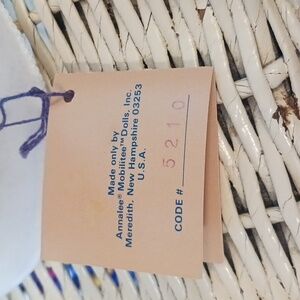 Made only by
Annalee® Mobilitee™ Dolls, Inc.
Meredith, New Hampshire 03253
U.S.A.
CODE # 5210